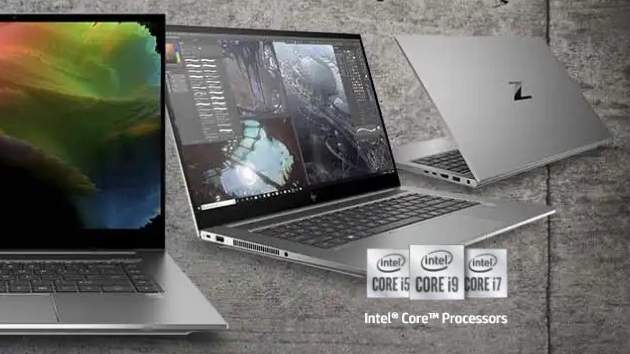 intel
CORE i5
intel
CORE i9
intel
CORE i7
Intel® Core™ Processors